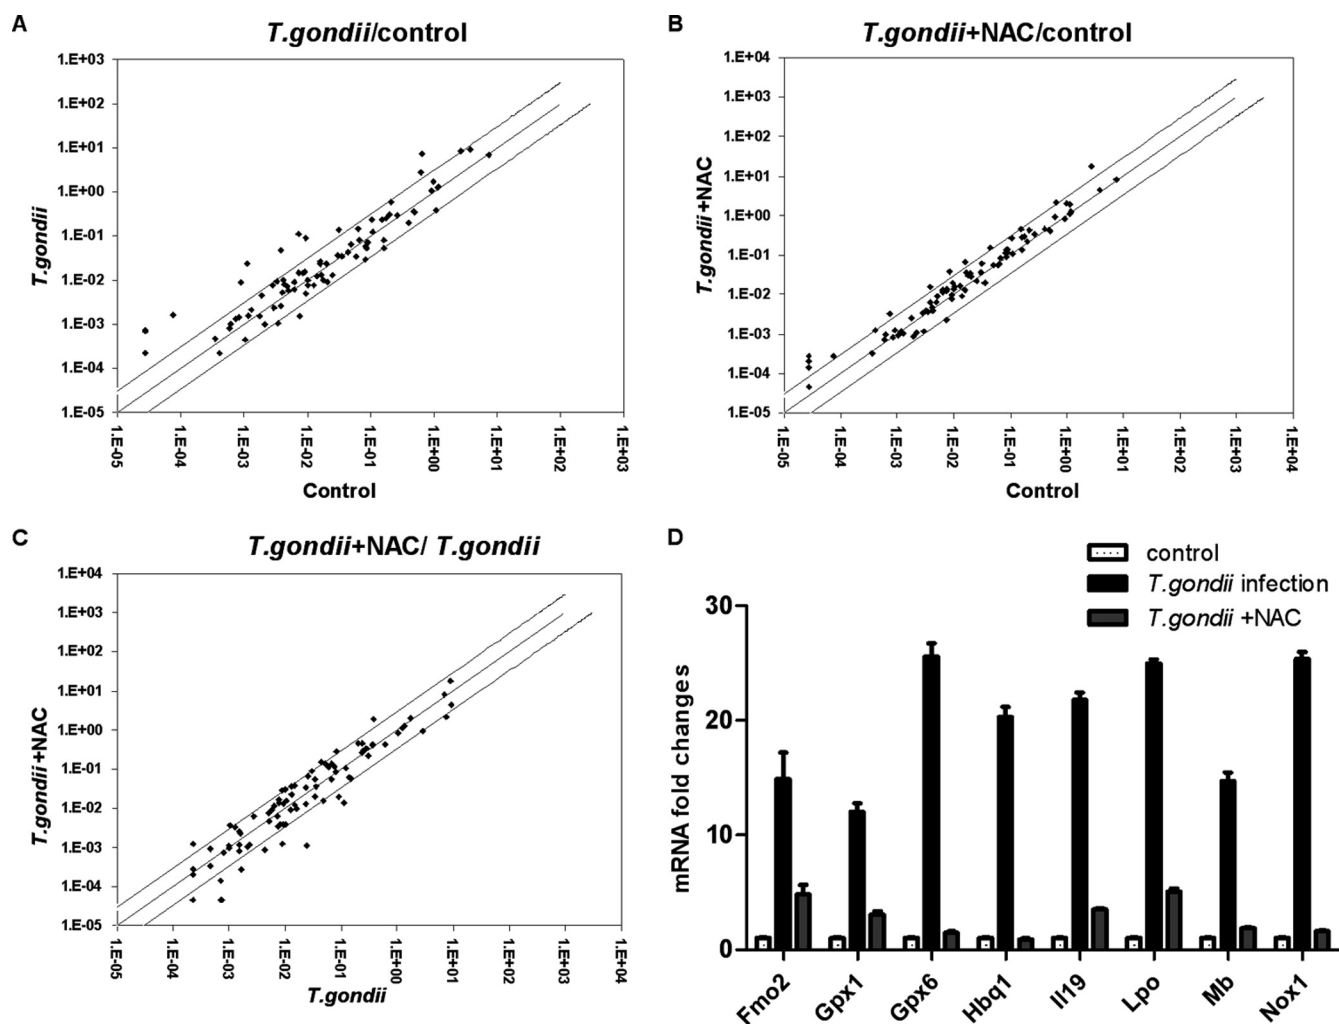 A
T.gondii/control
1.E+03
1.E+02
1.E+01
1.E+00
1.E-01
1.E-02
1.E-03
1.E-04
1.E-05
T.gondii
1.E-05
1.E-04
1.E-03
1.E-02
1.E-01
1.E+00
1.E+01
1.E+02
1.E+03
Control
B
T.gondii+NAC/control
1.E+04
1.E+03
1.E+02
1.E+01
1.E+00
1.E-01
1.E-02
1.E-03
1.E-04
1.E-05
T.gondii+NAC
1.E-05
1.E-04
1.E-03
1.E-02
1.E-01
1.E+00
1.E+01
1.E+02
1.E+03
1.E+04
Control
C
T.gondii+NAC/ T.gondii
1.E+04
1.E+03
1.E+02
1.E+01
1.E+00
1.E-01
1.E-02
1.E-03
1.E-04
1.E-05
T.gondii+NAC
1.E-05
1.E-04
1.E-03
1.E-02
1.E-01
1.E+00
1.E+01
1.E+02
1.E+03
1.E+04
T.gondii
D
control
T.gondii infection
T.gondii +NAC
30
20
10
0
mRNA fold changes
Fmo2
Gpx1
Gpx6
Hbq1
Il19
Lpo
Mb
Nox1